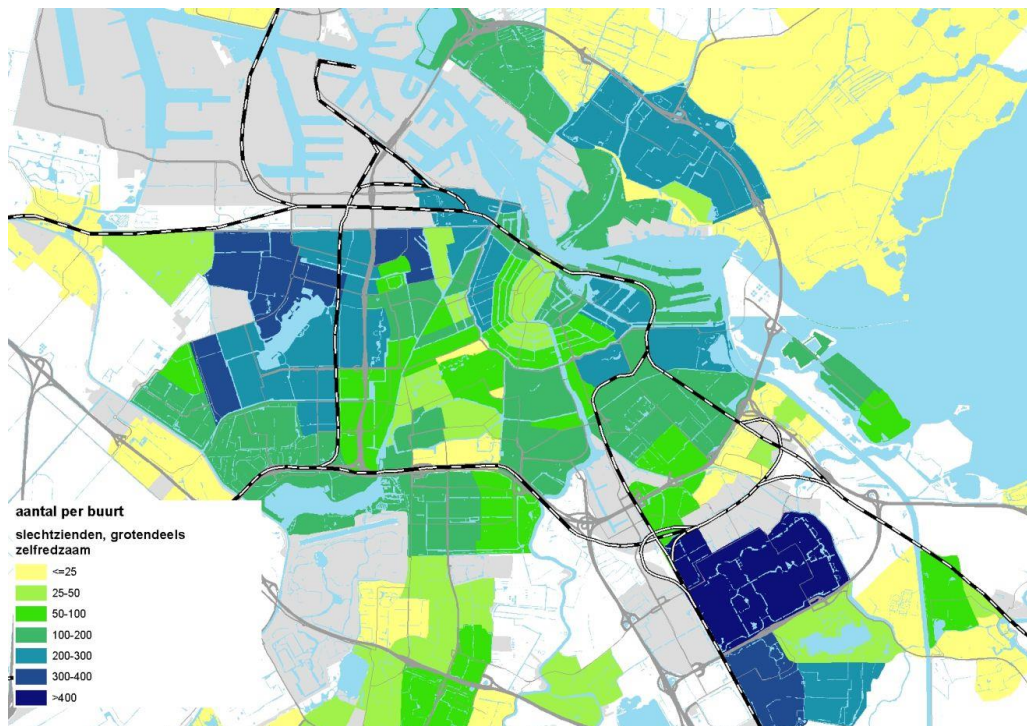 aantal per buurt
slechtzienden, grotendeels
zelfredzaam
<=25
25-50
50-100
100-200
200-300
300-400
>400